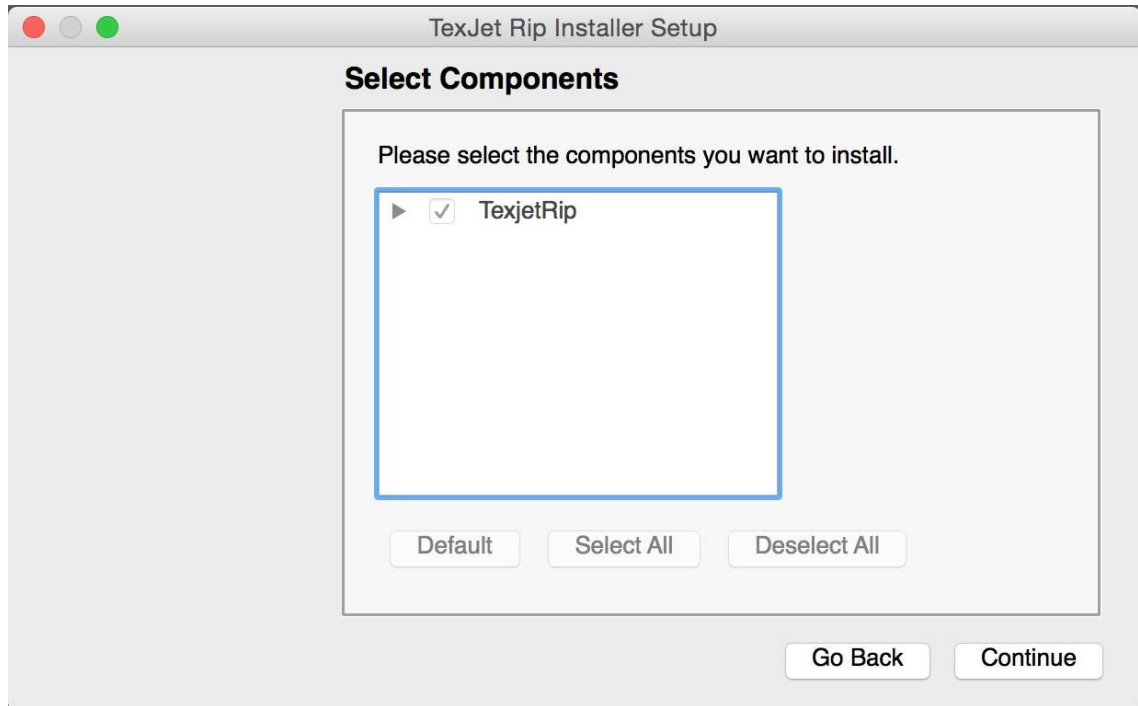 TexJet Rip Installer Setup
Select Components
Please select the components you want to install.
TexjetRip
Default Select All Deselect All
Go Back Continue